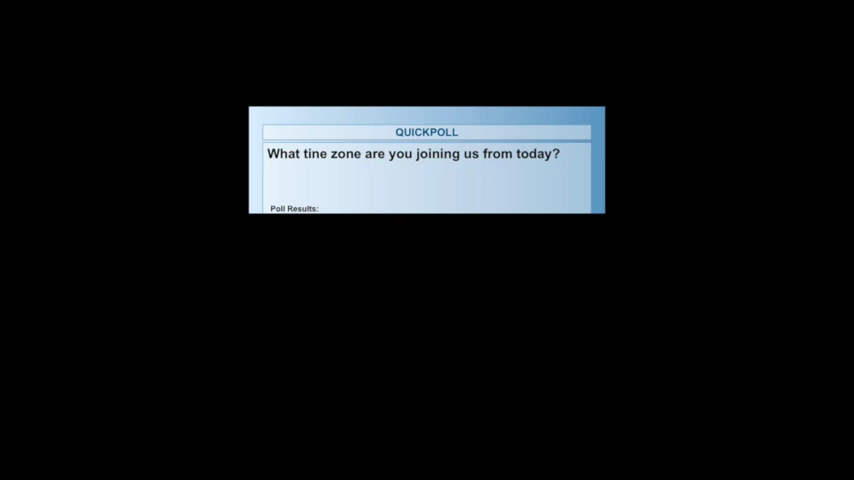 QUICKPOLL
What tine zone are you joining us from today?
Poll Results: